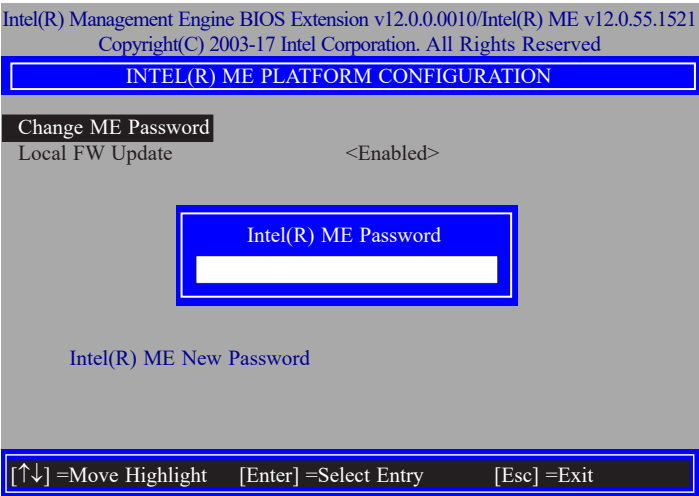 Intel(R) Management Engine BIOS Extension v12.0.0.0010/Intel(R) ME v12.0.55.1521
Copyright(C) 2003-17 Intel Corporation. All Rights Reserved
INTEL(R) ME PLATFORM CONFIGURATION
Change ME Password
Local FW Update <Enabled>
Intel(R) ME Password
Intel(R) ME New Password
[↑↓] =Move Highlight [Enter] =Select Entry [Esc] =Exit